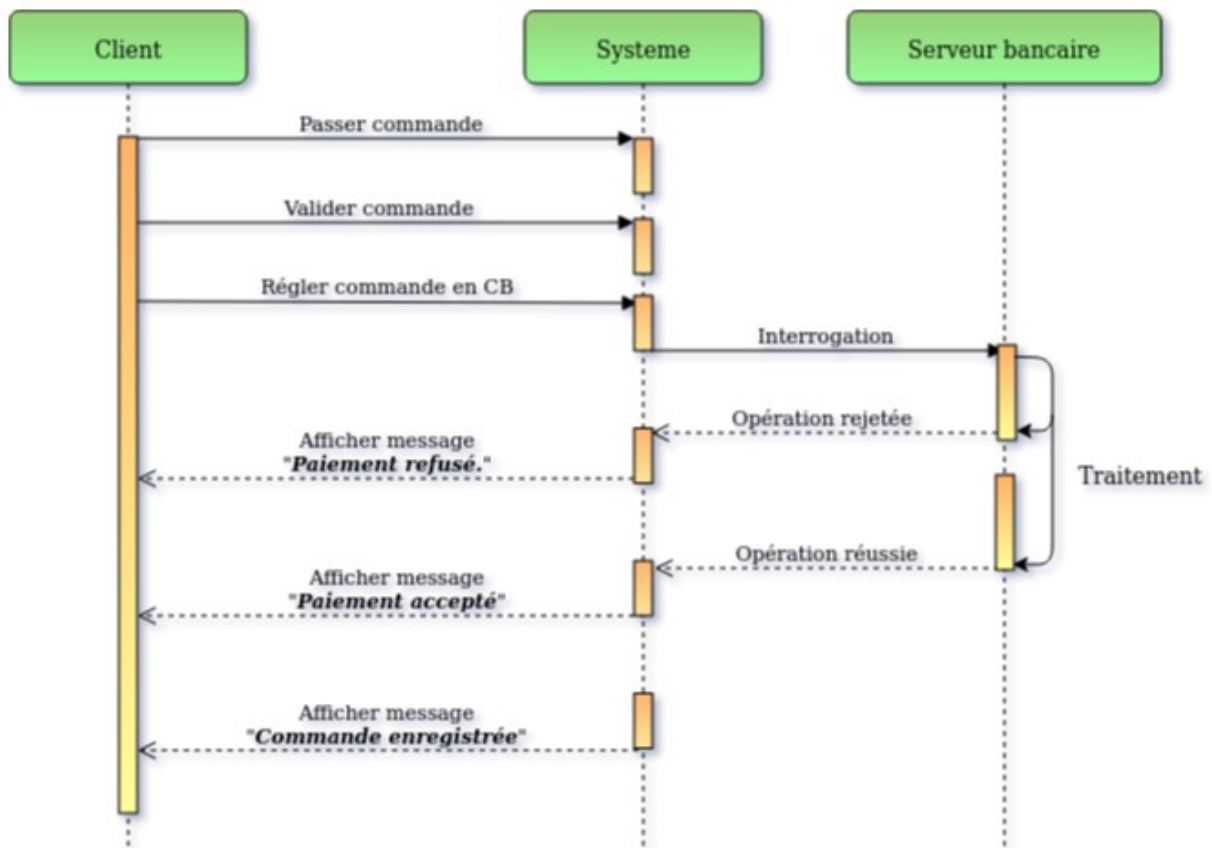 Client
Systeme
Serveur bancaire
Passer commande
Valider commande
Régler commande en CB
Interrogation
Opération rejetée
Afficher message
"Paiement refusé."
Traitement
Opération réussie
Afficher message
"Paiement accepté"
Afficher message
"Commande enregistrée"